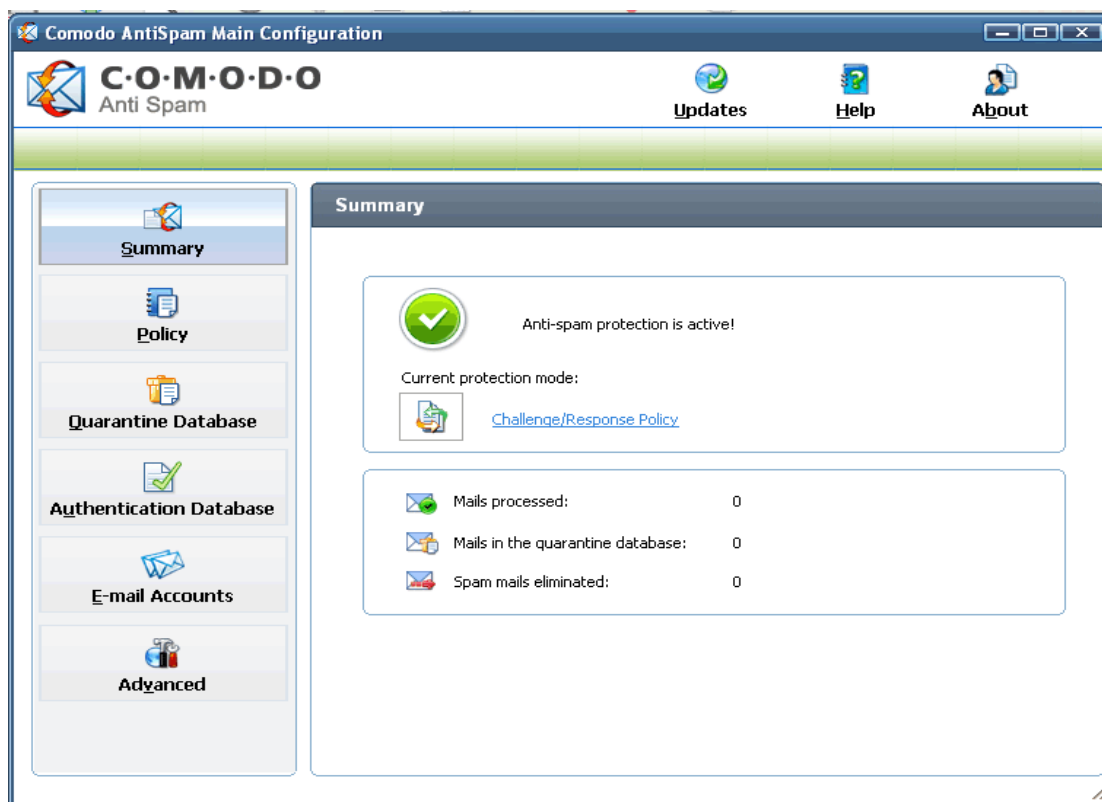 Comodo AntiSpam Main Configuration
C·O·M·O·D·O
Anti Spam
Updates
Help
About
Summary
Policy
Quarantine Database
Authentication Database
E-mail Accounts
Advanced
Summary
Anti-spam protection is active!
Current protection mode:
Challenge/Response Policy
Mails processed: 0
Mails in the quarantine database: 0
Spam mails eliminated: 0